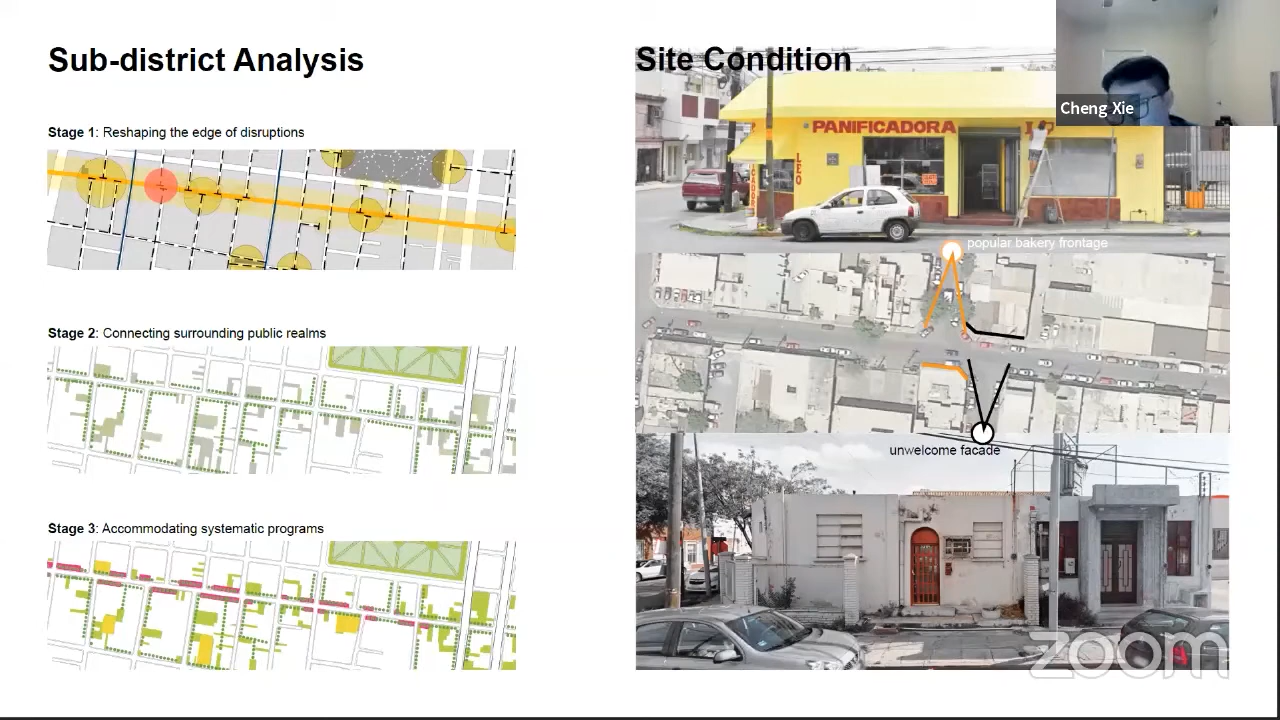 Sub-district Analysis
Stage 1: Reshaping the edge of disruptions
Stage 2: Connecting surrounding public realms
Stage 3: Accommodating systematic programs
Site Condition
Cheng Xie
PANIFICADORA
LEO
popular bakery frontage
unwelcome facade
zoom